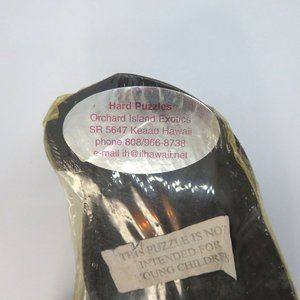 Hard Puzzles
Orchard Island Exotics
SR 5647 Keaau Hawaii
phone 808/966-8738
e-mail ih@ilhawaii.net
THIS PUZZLE IS NOT
INTENDED FOR
YOUNG CHILDREN